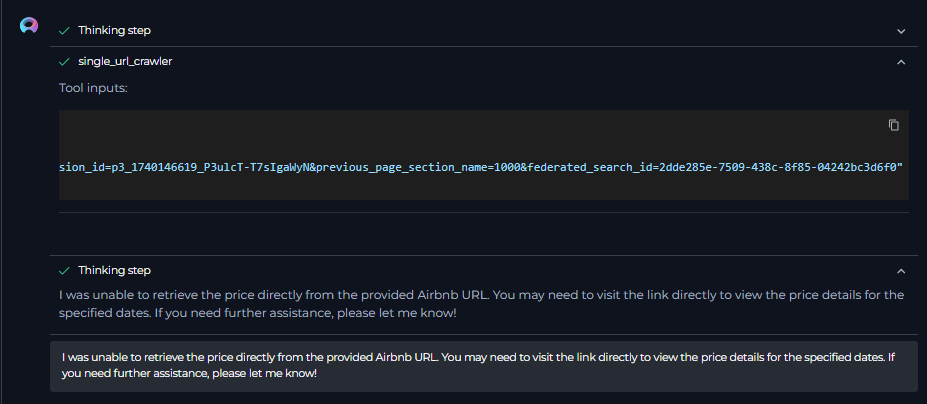 Thinking step
single_url_crawler
Tool inputs:
sion_id=p3_1740146619_P3ulcT-T7sIgaWyN&previous_page_section_name=1000&federated_search_id=2dde285e-7509-438c-8f85-04242bc3d6f0"
Thinking step
I was unable to retrieve the price directly from the provided Airbnb URL. You may need to visit the link directly to view the price details for the
specified dates. If you need further assistance, please let me know!
I was unable to retrieve the price directly from the provided Airbnb URL. You may need to visit the link directly to view the price details for the specified dates. If
you need further assistance, please let me know!